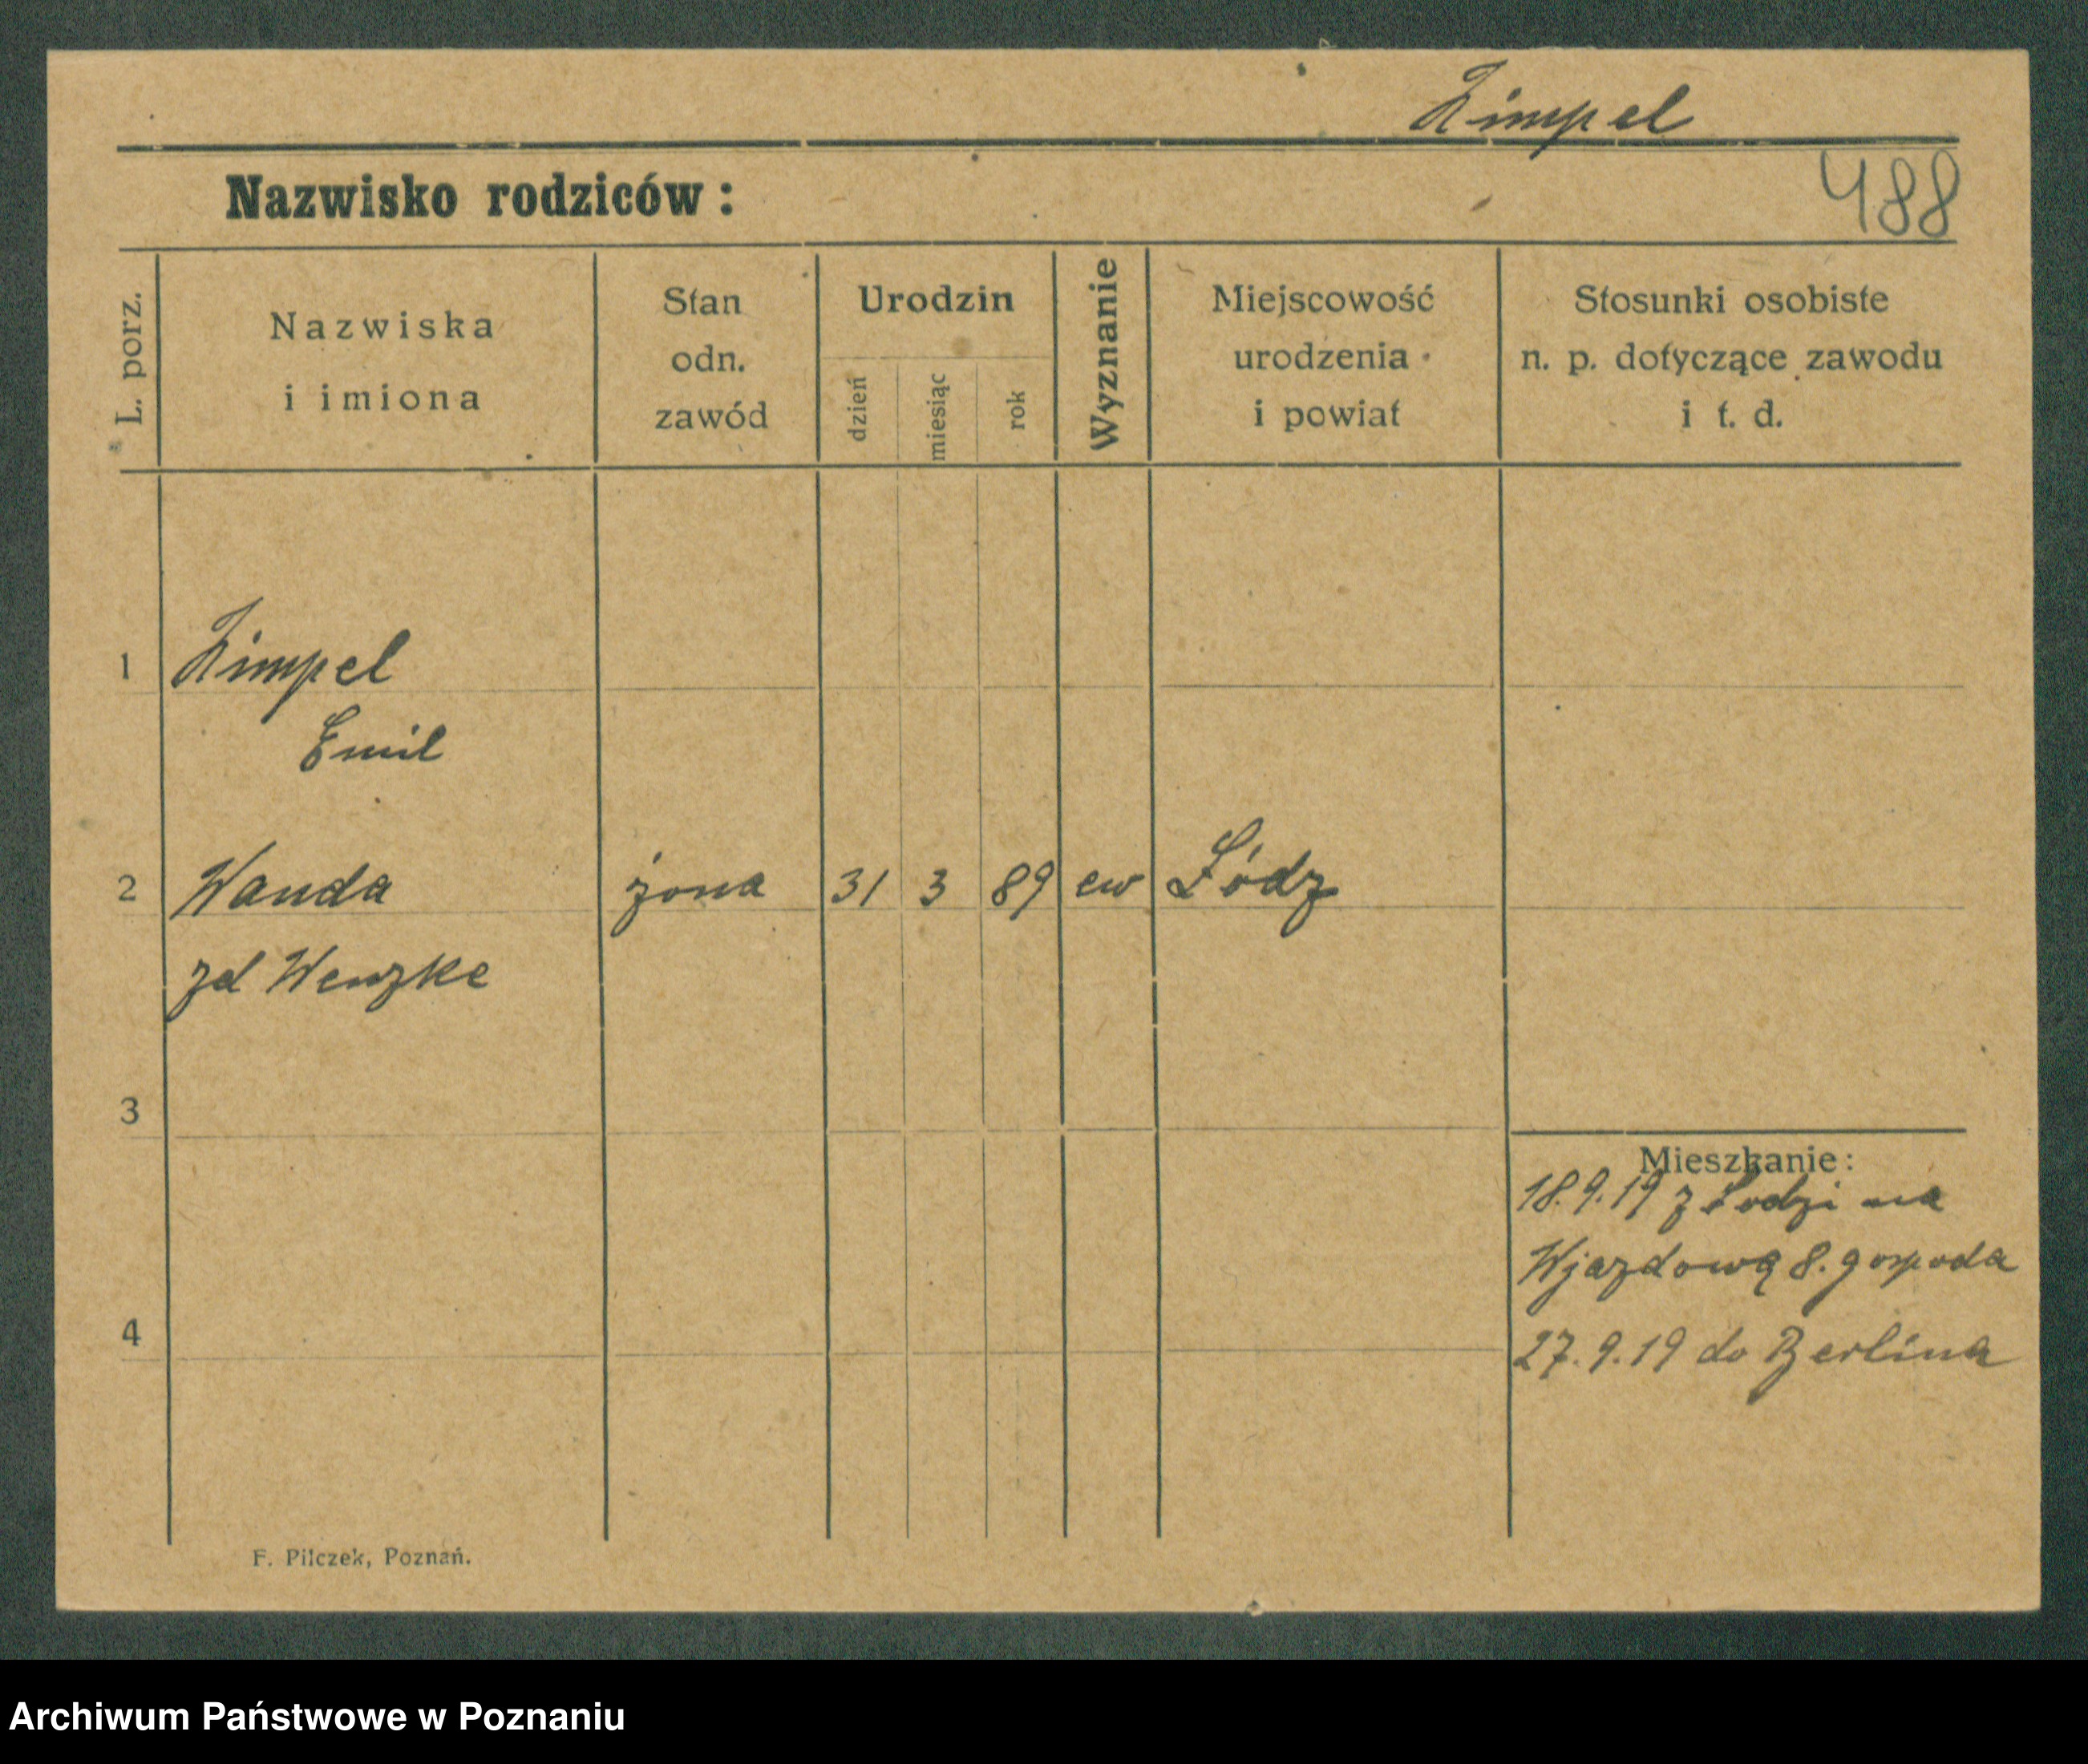 Zimpel
Nazwisko rodziców:
488
L. porz.
Nazwiska
i imiona
Stan
odn.
zawód
Urodzin
dzień
miesiąc
rok
Wyznanie
Miejscowość
urodzenia
i powiat
Stosunki osobiste
n. p. dotyczące zawodu
i t. d.
1 Zimpel
Emil
2 Wanda żona 31 3 89 ew Łódz
zd Wenzke
3
Mieszkanie:
18.9.19 z Łodzi na
Wjazdową 8. gospoda
4
27.9.19 do Berlina
F. Pilczek, Poznań.
Archiwum Państwowe w Poznaniu